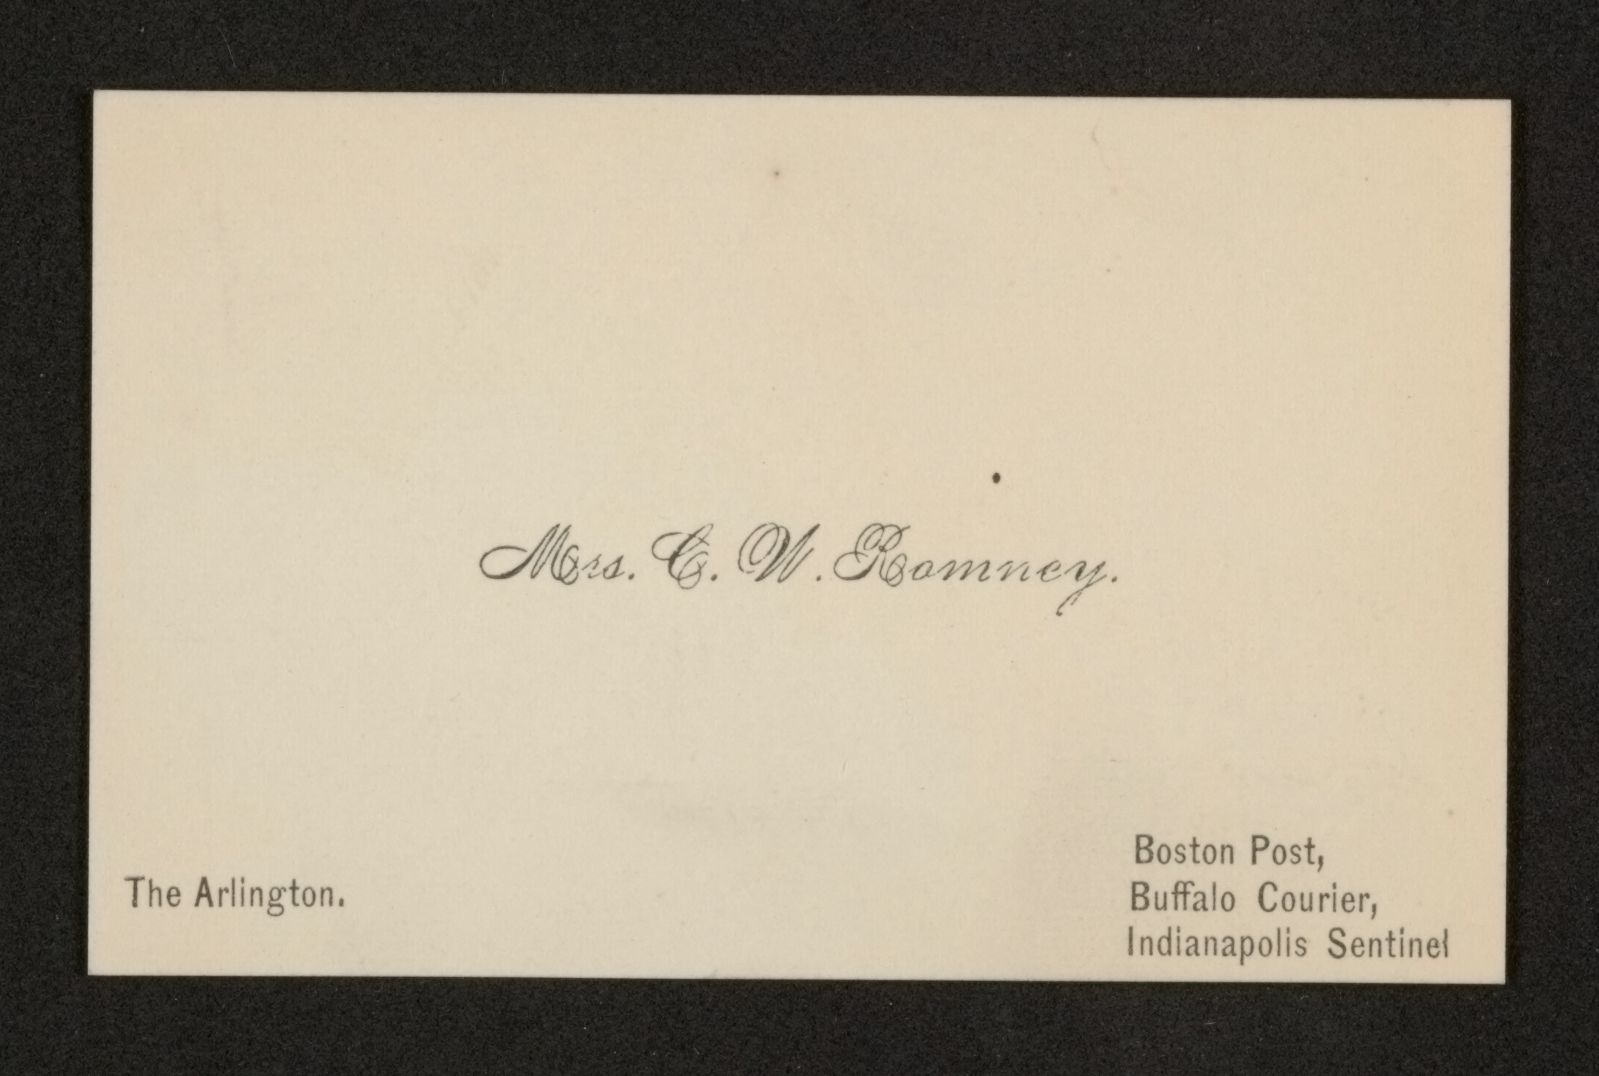 Mrs. C. W. Romney.
The Arlington.
Boston Post,
Buffalo Courier,
Indianapolis Sentinel